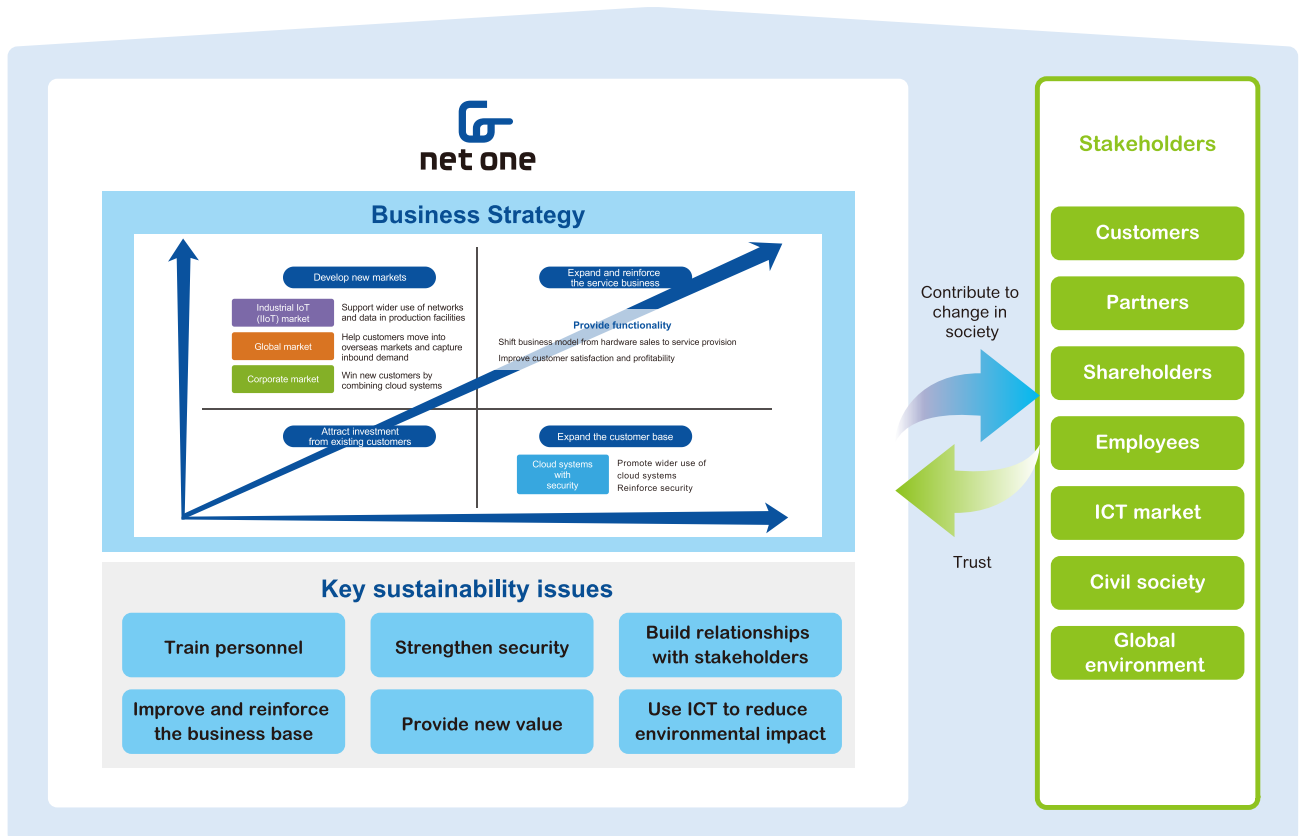 net one
Business Strategy
Develop new markets
Industrial IoT
(IIoT) market
Support wider use of networks
and data in production facilities
Global market
Help customers move into
overseas markets and capture
inbound demand
Corporate market
Win new customers by
combining cloud systems
Expand and reinforce
the service business
Provide functionality
Shift business model from hardware sales to service provision
Improve customer satisfaction and profitability
Attract investment
from existing customers
Expand the customer base
Cloud systems
with
security
Promote wider use of
cloud systems
Reinforce security
Key sustainability issues
Train personnel
Strengthen security
Build relationships
with stakeholders
Improve and reinforce
the business base
Provide new value
Use ICT to reduce
environmental impact
Contribute to
change in
society
Trust
Stakeholders
Customers
Partners
Shareholders
Employees
ICT market
Civil society
Global
environment